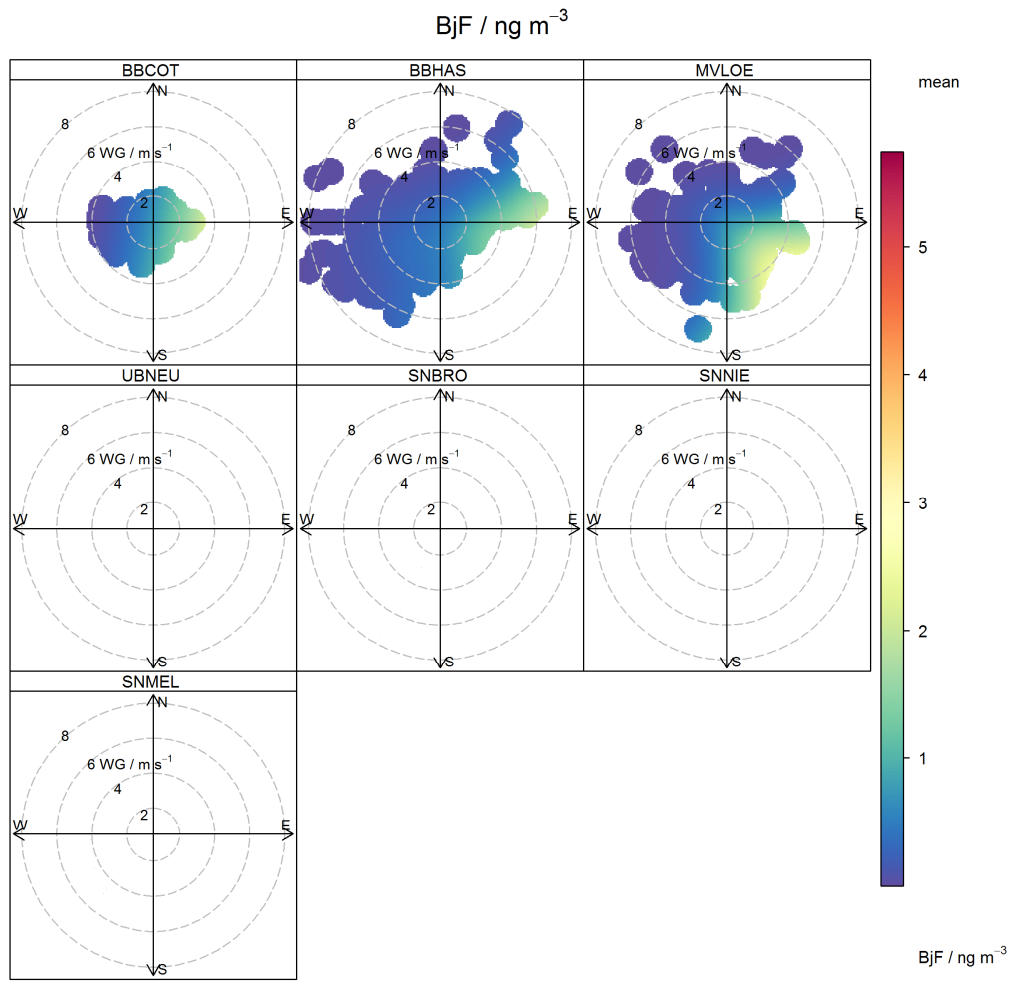 BjF / ng m⁻³
BBCOT BBHAS MVLOE
mean
N N N
8 8
6 WG / m s⁻¹ 6 WG / m s⁻¹ 6 WG / m s⁻¹
4 4
2 2 2
W E W E W E
S S S
5
UBNEU SNBRO SNNIE
4
N N N
8 8 8
6 WG / m s⁻¹ 6 WG / m s⁻¹ 6 WG / m s⁻¹
4 4 4
3
2 2 2
W E W E W E
2
S S S
SNMEL
N
8
1
6 WG / m s⁻¹
4
2
W E
BjF / ng m⁻³
S